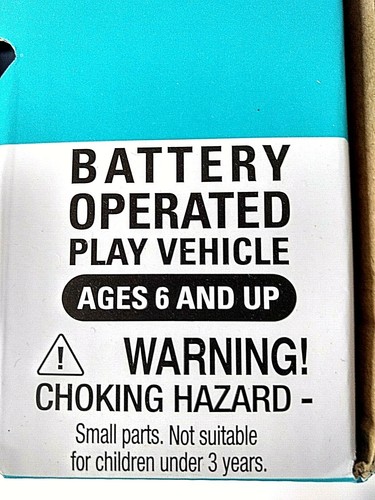 BATTERY
OPERATED
PLAY VEHICLE
AGES 6 AND UP
! WARNING!
CHOKING HAZARD -
Small parts. Not suitable
for children under 3 years.